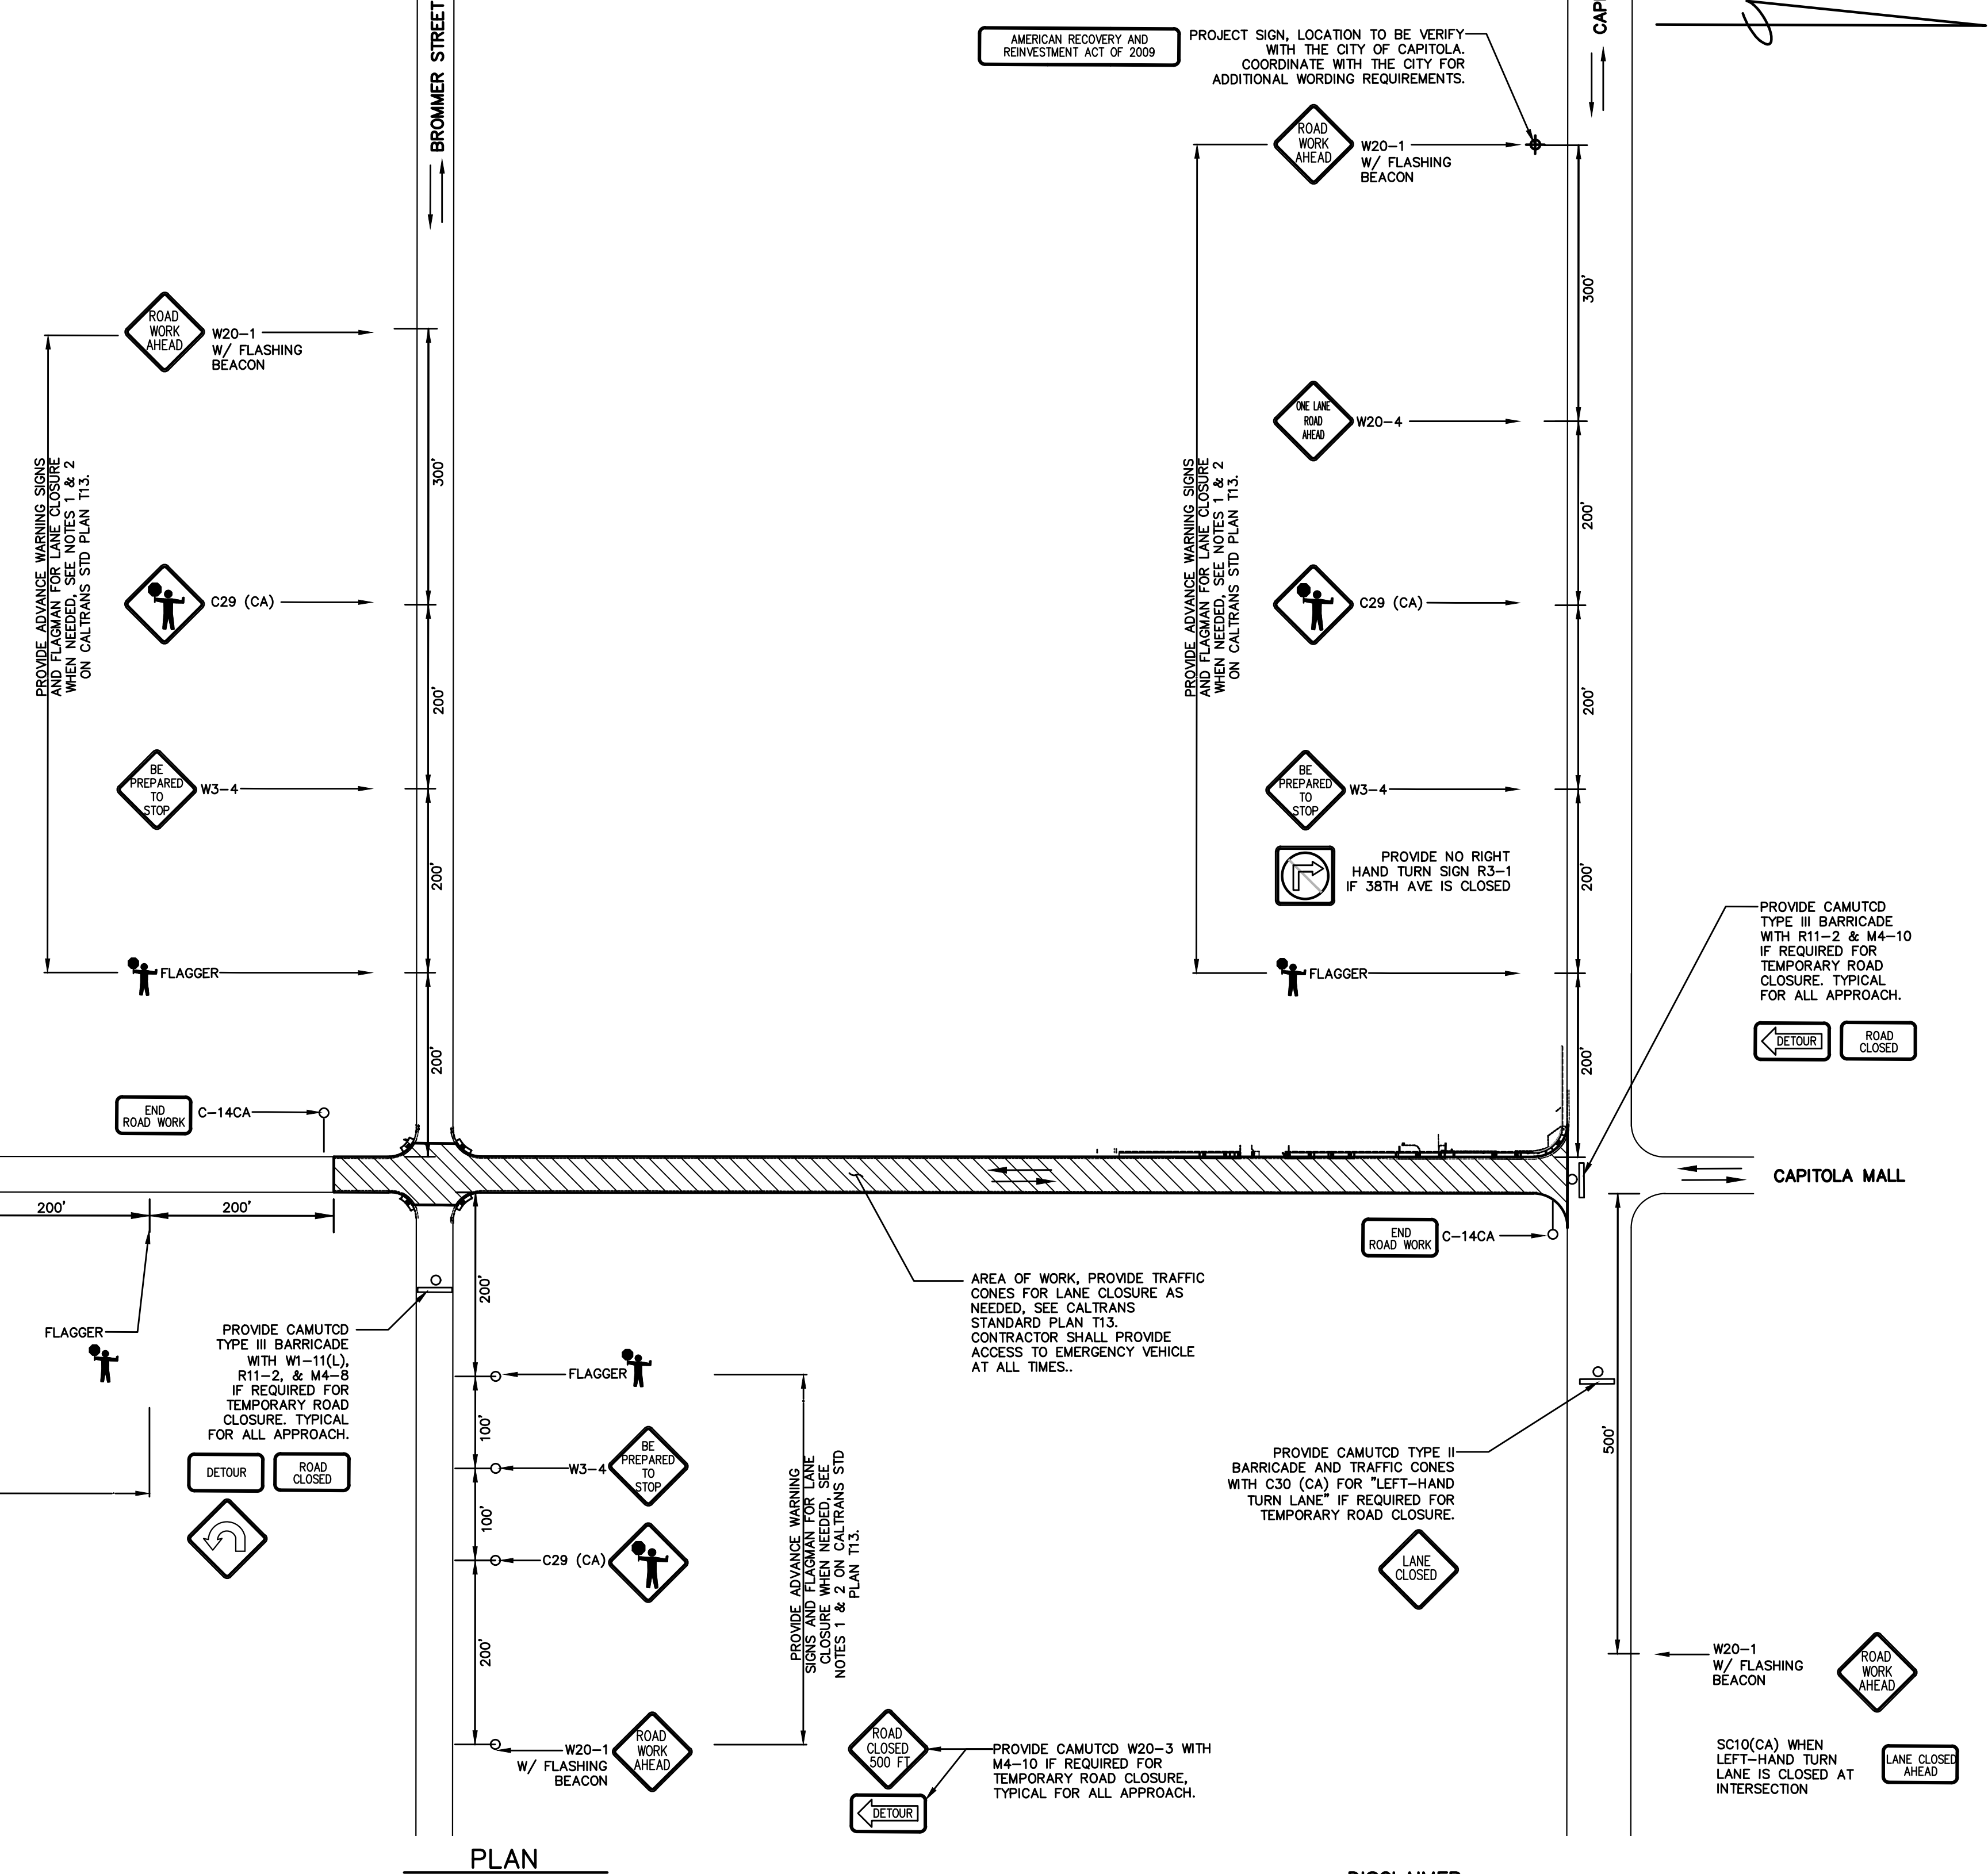 BROMMER STREET
AMERICAN RECOVERY AND
REINVESTMENT ACT OF 2009
PROJECT SIGN, LOCATION TO BE VERIFY
WITH THE CITY OF CAPITOLA.
COORDINATE WITH THE CITY FOR
ADDITIONAL WORDING REQUIREMENTS.
ROAD
WORK
AHEAD
W20-1
W/ FLASHING
BEACON
300'
ROAD
WORK
AHEAD
W20-1
W/ FLASHING
BEACON
300'
ONE LANE
ROAD
AHEAD
W20-4
200'
PROVIDE ADVANCE WARNING SIGNS
AND FLAGMAN FOR LANE CLOSURE
WHEN NEEDED, SEE NOTES 1 & 2
ON CALTRANS STD PLAN T13.
PROVIDE ADVANCE WARNING SIGNS
AND FLAGMAN FOR LANE CLOSURE
WHEN NEEDED, SEE NOTES 1 & 2
ON CALTRANS STD PLAN T13.
C29 (CA)
200'
C29 (CA)
200'
BE
PREPARED
TO
STOP
W3-4
200'
BE
PREPARED
TO
STOP
W3-4
200'
PROVIDE NO RIGHT
HAND TURN SIGN R3-1
IF 38TH AVE IS CLOSED
FLAGGER
200'
FLAGGER
200'
PROVIDE CAMUTCD
TYPE III BARRICADE
WITH R11-2 & M4-10
IF REQUIRED FOR
TEMPORARY ROAD
CLOSURE. TYPICAL
FOR ALL APPROACH.
DETOUR
ROAD
CLOSED
END
ROAD WORK
C-14CA
CAPITOLA MALL
200'
200'
END
ROAD WORK
C-14CA
AREA OF WORK, PROVIDE TRAFFIC
CONES FOR LANE CLOSURE AS
NEEDED, SEE CALTRANS
STANDARD PLAN T13.
CONTRACTOR SHALL PROVIDE
ACCESS TO EMERGENCY VEHICLE
AT ALL TIMES..
FLAGGER
PROVIDE CAMUTCD
TYPE III BARRICADE
WITH W1-11(L),
R11-2, & M4-8
IF REQUIRED FOR
TEMPORARY ROAD
CLOSURE. TYPICAL
FOR ALL APPROACH.
DETOUR
ROAD
CLOSED
200'
FLAGGER
100'
W3-4
BE
PREPARED
TO
STOP
100'
C29 (CA)
200'
W20-1
W/ FLASHING
BEACON
ROAD
WORK
AHEAD
PROVIDE ADVANCE WARNING
SIGNS AND FLAGMAN FOR LANE
CLOSURE WHEN NEEDED, SEE
NOTES 1 & 2 ON CALTRANS STD
PLAN T13.
ROAD
CLOSED
500 FT
DETOUR
PROVIDE CAMUTCD W20-3 WITH
M4-10 IF REQUIRED FOR
TEMPORARY ROAD CLOSURE,
TYPICAL FOR ALL APPROACH.
PROVIDE CAMUTCD TYPE II
BARRICADE AND TRAFFIC CONES
WITH C30 (CA) FOR "LEFT-HAND
TURN LANE" IF REQUIRED FOR
TEMPORARY ROAD CLOSURE.
LANE
CLOSED
500'
W20-1
W/ FLASHING
BEACON
ROAD
WORK
AHEAD
SC10(CA) WHEN
LEFT-HAND TURN
LANE IS CLOSED AT
INTERSECTION
LANE CLOSED
AHEAD
PLAN